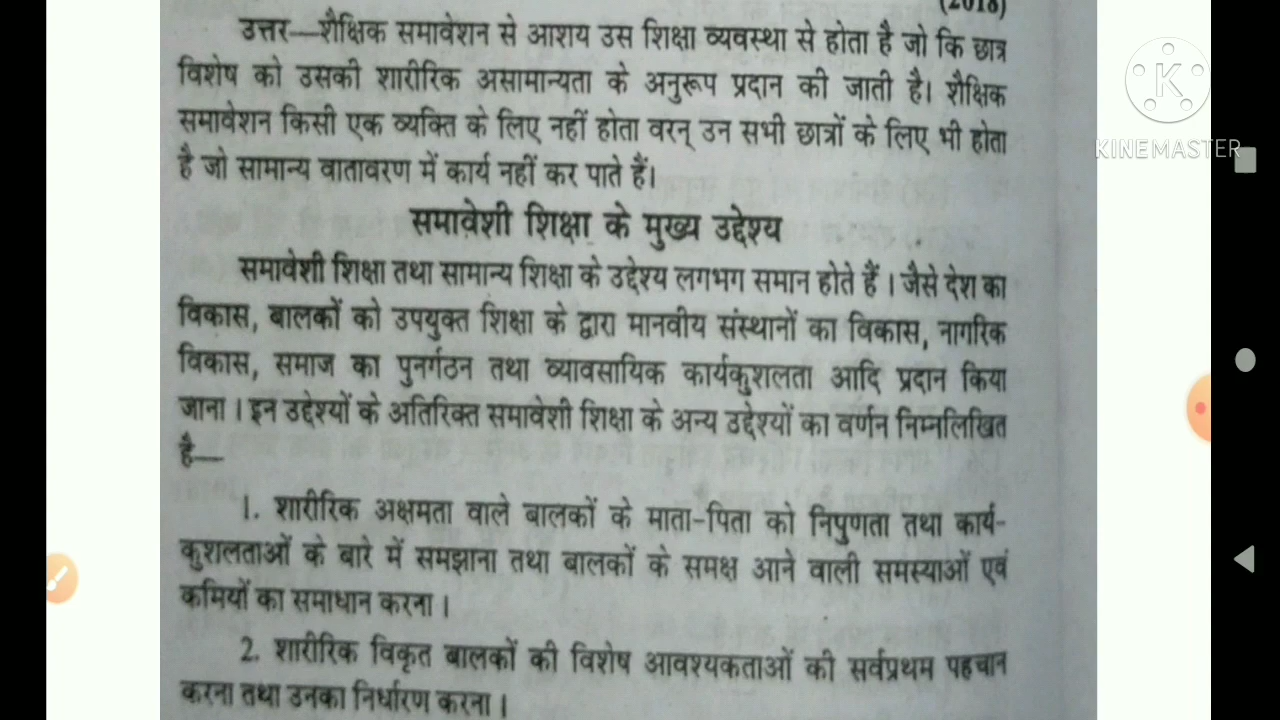 (2018)
उत्तर—शैक्षिक समावेशन से आशय उस शिक्षा व्यवस्था से होता है जो कि छात्र
विशेष को उसकी शारीरिक असामान्यता के अनुरूप प्रदान की जाती है। शैक्षिक
समावेशन किसी एक व्यक्ति के लिए नहीं होता वरन् उन सभी छात्रों के लिए भी होता
है जो सामान्य वातावरण में कार्य नहीं कर पाते हैं।
समावेशी शिक्षा के मुख्य उद्देश्य
समावेशी शिक्षा तथा सामान्य शिक्षा के उद्देश्य लगभग समान होते हैं । जैसे देश का
विकास, बालकों को उपयुक्त शिक्षा के द्वारा मानवीय संस्थानों का विकास, नागरिक
विकास, समाज का पुनर्गठन तथा व्यावसायिक कार्यकुशलता आदि प्रदान किया
जाना । इन उद्देश्यों के अतिरिक्त समावेशी शिक्षा के अन्य उद्देश्यों का वर्णन निम्नलिखित
है—
1. शारीरिक अक्षमता वाले बालकों के माता-पिता को निपुणता तथा कार्य-
कुशलताओं के बारे में समझाना तथा बालकों के समक्ष आने वाली समस्याओं एवं
कमियों का समाधान करना ।
2. शारीरिक विकृत बालकों की विशेष आवश्यकताओं की सर्वप्रथम पहचान
करना तथा उनका निर्धारण करना ।
K
KINEMASTER